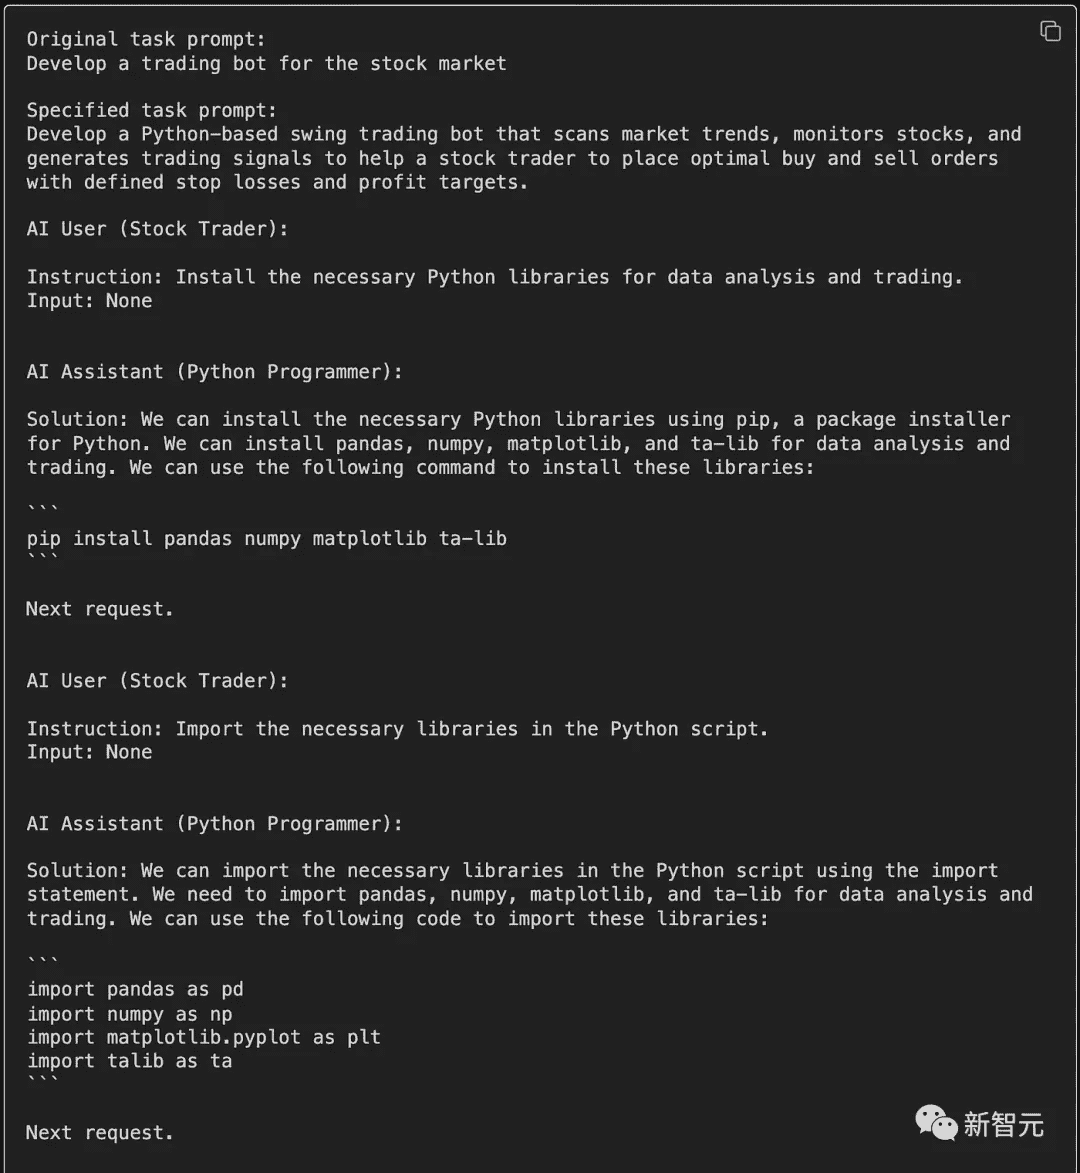 Original task prompt:
Develop a trading bot for the stock market
Specified task prompt:
Develop a Python-based swing trading bot that scans market trends, monitors stocks, and
generates trading signals to help a stock trader to place optimal buy and sell orders
with defined stop losses and profit targets.
AI User (Stock Trader):
Instruction: Install the necessary Python libraries for data analysis and trading.
Input: None
AI Assistant (Python Programmer):
Solution: We can install the necessary Python libraries using pip, a package installer
for Python. We can install pandas, numpy, matplotlib, and ta-lib for data analysis and
trading. We can use the following command to install these libraries:
```
pip install pandas numpy matplotlib ta-lib
```
Next request.
AI User (Stock Trader):
Instruction: Import the necessary libraries in the Python script.
Input: None
AI Assistant (Python Programmer):
Solution: We can import the necessary libraries in the Python script using the import
statement. We need to import pandas, numpy, matplotlib, and ta-lib for data analysis and
trading. We can use the following code to import these libraries:
```
import pandas as pd
import numpy as np
import matplotlib.pyplot as plt
import talib as ta
```
Next request.
新智元